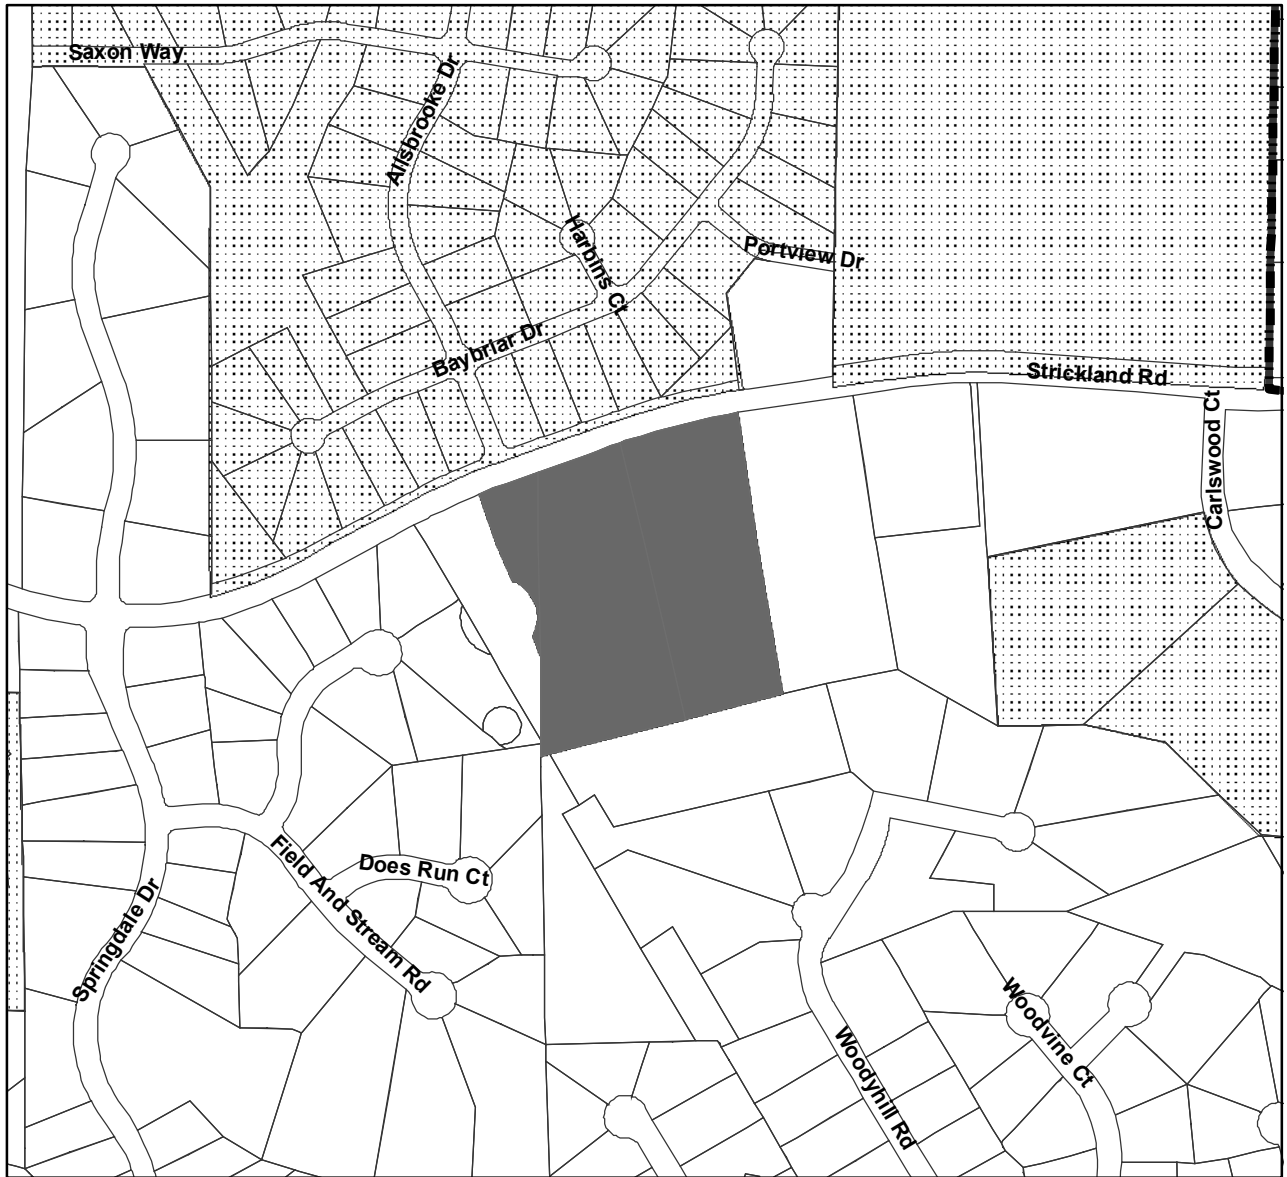 Saxon Way
Allsbrooke Dr
Harbins Ct
Portview Dr
Baybriar Dr
Strickland Rd
Carlswood Ct
Field And Stream Rd
Does Run Ct
Springdale Dr
Woodyhill Rd
Woodvine Ct